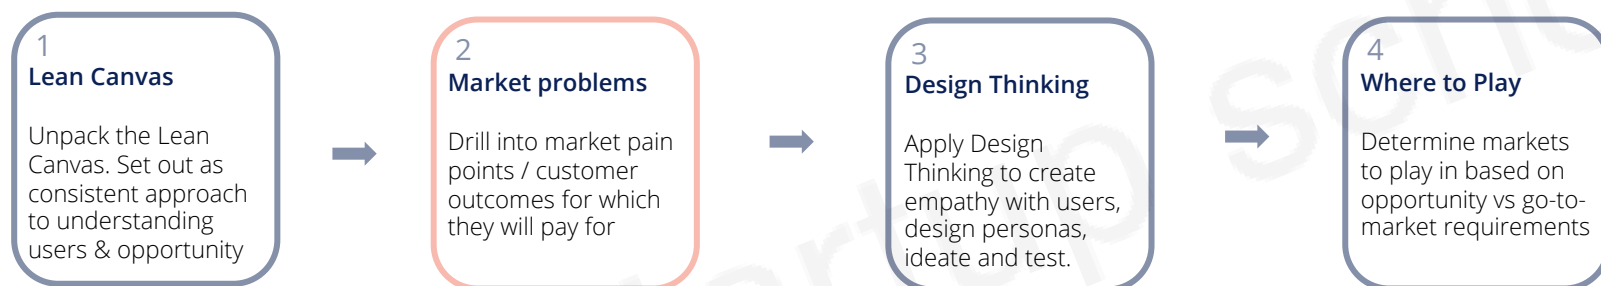 1
Lean Canvas
Unpack the Lean
Canvas. Set out as
consistent approach
to understanding
users & opportunity
2
Market problems
Drill into market pain
points / customer
outcomes for which
they will pay for
3
Design Thinking
Apply Design
Thinking to create
empathy with users,
design personas,
ideate and test.
4
Where to Play
Determine markets
to play in based on
opportunity vs go-to-
market requirements